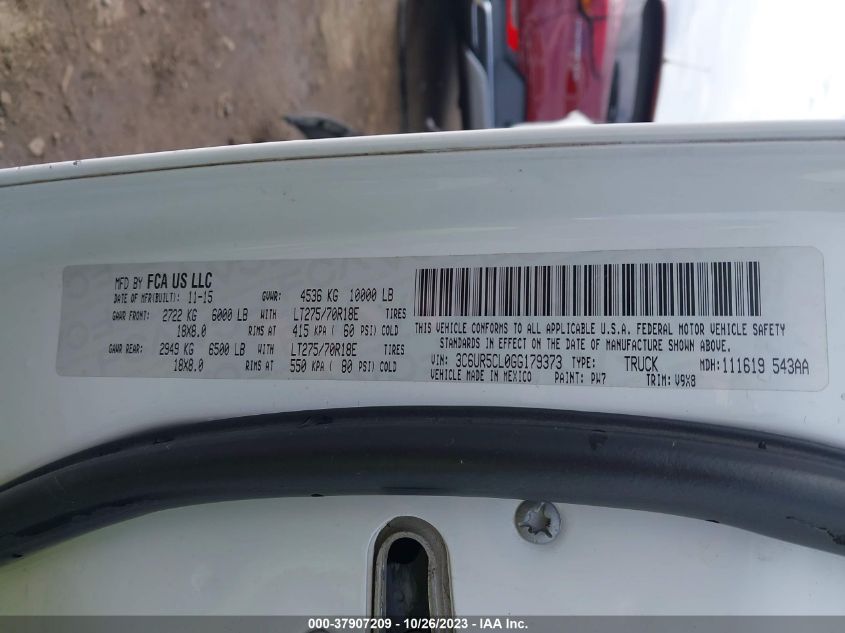 MFD BY FCA US LLC
DATE OF MFR(BUILT): 11-15 GVWR: 4536 KG 10000 LB
GAWR FRONT: 2722 KG 6000 LB WITH LT275/70R18E TIRES
18X8.0 RIMS AT 415 KPA ( 60 PSI) COLD
GAWR REAR: 2949 KG 6500 LB WITH LT275/70R18E TIRES
18X8.0 RIMS AT 550 KPA ( 80 PSI) COLD
THIS VEHICLE CONFORMS TO ALL APPLICABLE U.S.A. FEDERAL MOTOR VEHICLE SAFETY
STANDARDS IN EFFECT ON THE DATE OF MANUFACTURE SHOWN ABOVE.
VIN: 3C6UR5CL0GG179373 TYPE: TRUCK MDH: 111619 543AA
VEHICLE MADE IN MEXICO PAINT: PW7 TRIM: V9X8
000-37907209 - 10/26/2023 - IAAI.com